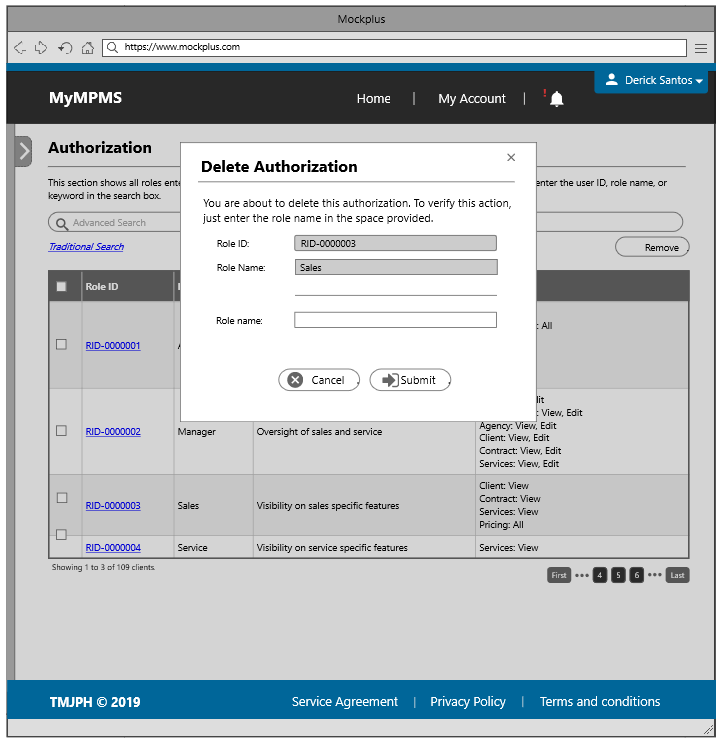 Mockplus
https://www.mockplus.com
Derick Santos
MyMPMS
Home | My Account | !
Authorization
This section shows all roles ente
enter the user ID, role name, or
keyword in the search box.
Advanced Search
Traditional Search
Remove
Delete Authorization
×
You are about to delete this authorization. To verify this action,
just enter the role name in the space provided.
Role ID: RID-0000003
Role Name: Sales
Role name:
Cancel
Submit
Role ID
RID-0000001
: All
RID-0000002 Manager Oversight of sales and service
dit
: View, Edit
Agency: View, Edit
Client: View, Edit
Contract: View, Edit
Services: View, Edit
RID-0000003 Sales Visibility on sales specific features
Client: View
Contract: View
Services: View
Pricing: All
RID-0000004 Service Visibility on service specific features Services: View
Showing 1 to 3 of 109 clients.
First ••• 4 5 6 ••• Last
TMJPH © 2019
Service Agreement | Privacy Policy | Terms and conditions